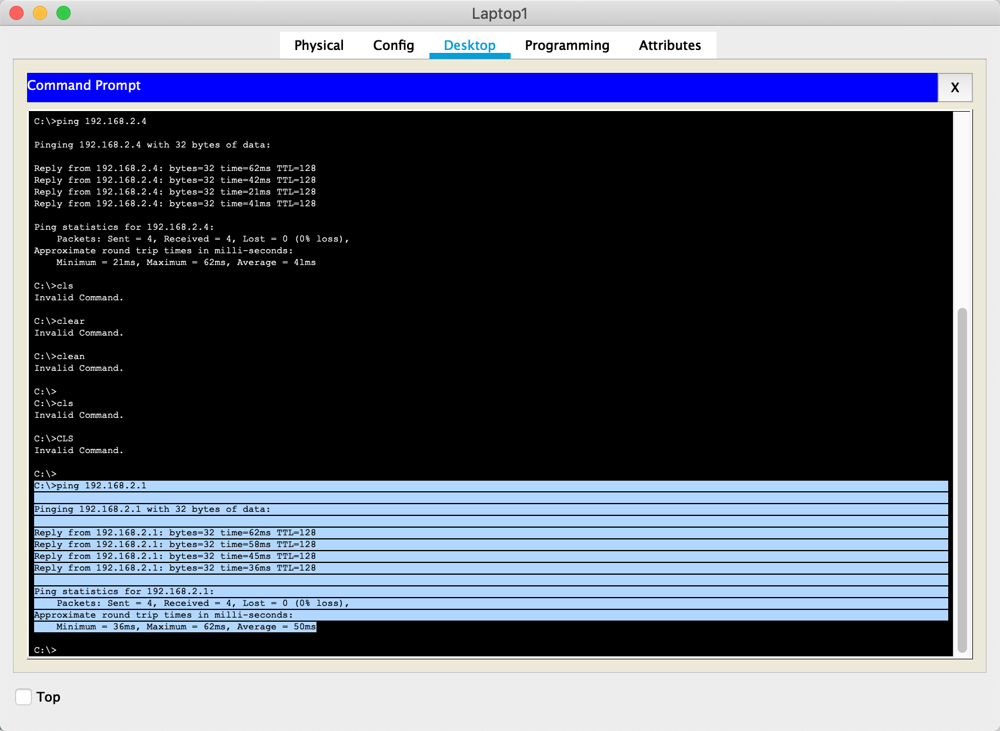 Laptop1
Physical Config Desktop Programming Attributes
Command Prompt X
C:\>ping 192.168.2.4
Pinging 192.168.2.4 with 32 bytes of data:
Reply from 192.168.2.4: bytes=32 time=62ms TTL=128
Reply from 192.168.2.4: bytes=32 time=42ms TTL=128
Reply from 192.168.2.4: bytes=32 time=21ms TTL=128
Reply from 192.168.2.4: bytes=32 time=41ms TTL=128
Ping statistics for 192.168.2.4:
    Packets: Sent = 4, Received = 4, Lost = 0 (0% loss),
Approximate round trip times in milli-seconds:
    Minimum = 21ms, Maximum = 62ms, Average = 41ms
C:\>cls
Invalid Command.
C:\>clear
Invalid Command.
C:\>clean
Invalid Command.
C:\>
C:\>cls
Invalid Command.
C:\>CLS
Invalid Command.
C:\>
C:\>ping 192.168.2.1
Pinging 192.168.2.1 with 32 bytes of data:
Reply from 192.168.2.1: bytes=32 time=62ms TTL=128
Reply from 192.168.2.1: bytes=32 time=58ms TTL=128
Reply from 192.168.2.1: bytes=32 time=45ms TTL=128
Reply from 192.168.2.1: bytes=32 time=36ms TTL=128
Ping statistics for 192.168.2.1:
    Packets: Sent = 4, Received = 4, Lost = 0 (0% loss),
Approximate round trip times in milli-seconds:
    Minimum = 36ms, Maximum = 62ms, Average = 50ms
C:\>
Top